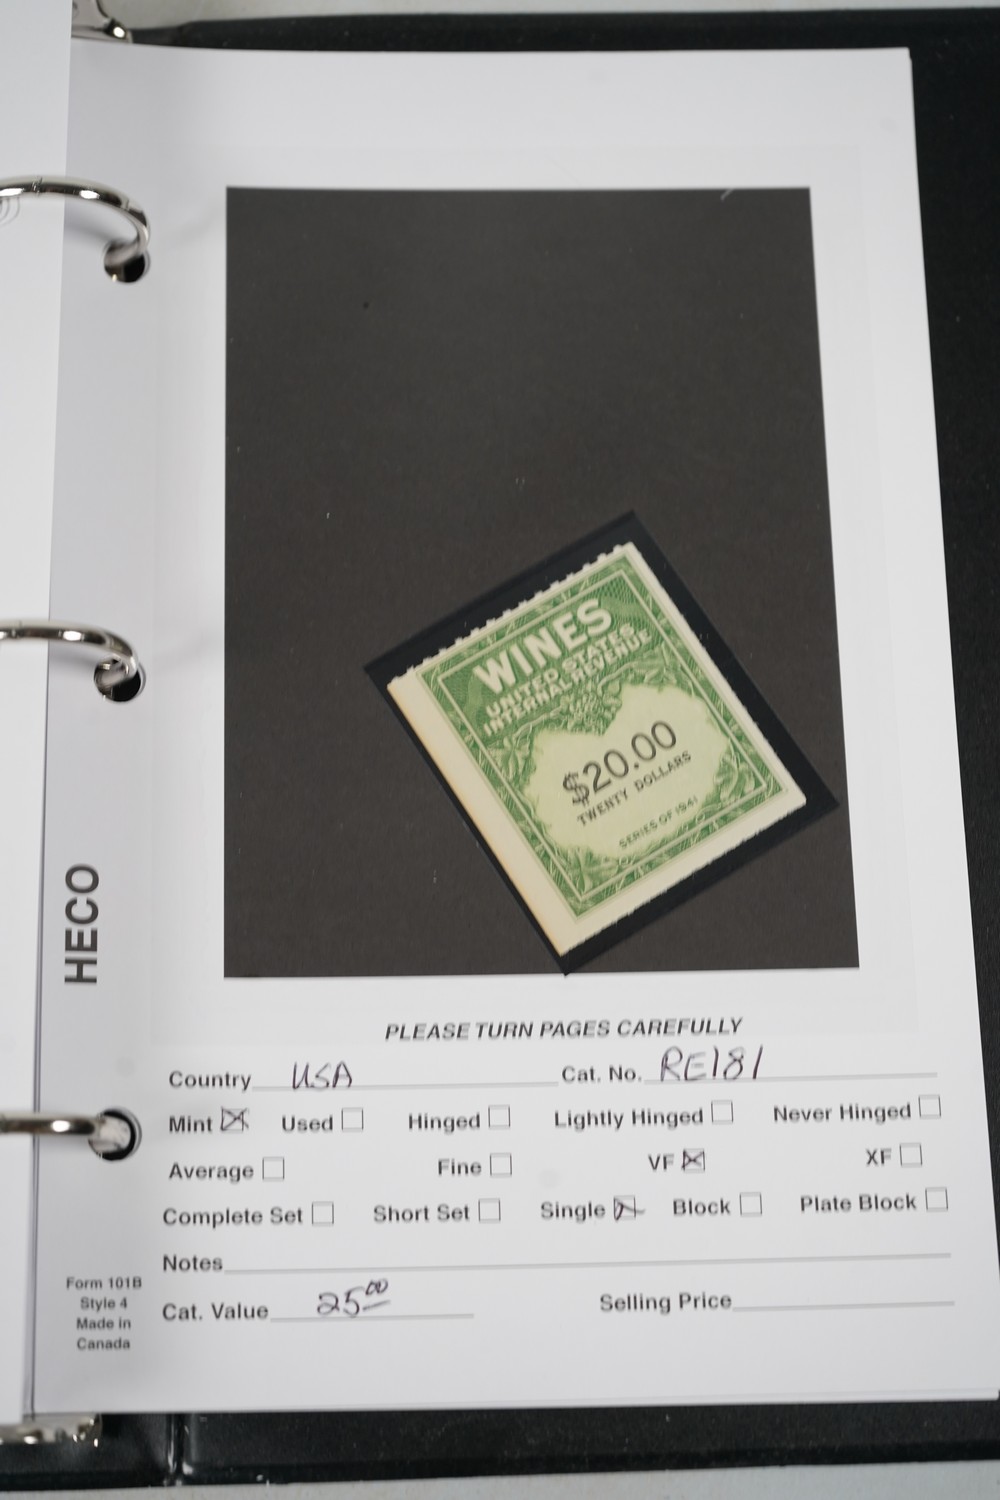 WINES
UNITED STATES
INTERNAL REVENUE
$20.00
TWENTY DOLLARS
SERIES OF 1941
HECO
PLEASE TURN PAGES CAREFULLY
Country USA Cat. No. RE181
Mint Used Hinged Lightly Hinged Never Hinged
Average Fine VF XF
Complete Set Short Set Single Block Plate Block
Notes
Cat. Value 25.00 Selling Price
Form 101B
Style 4
Made in
Canada